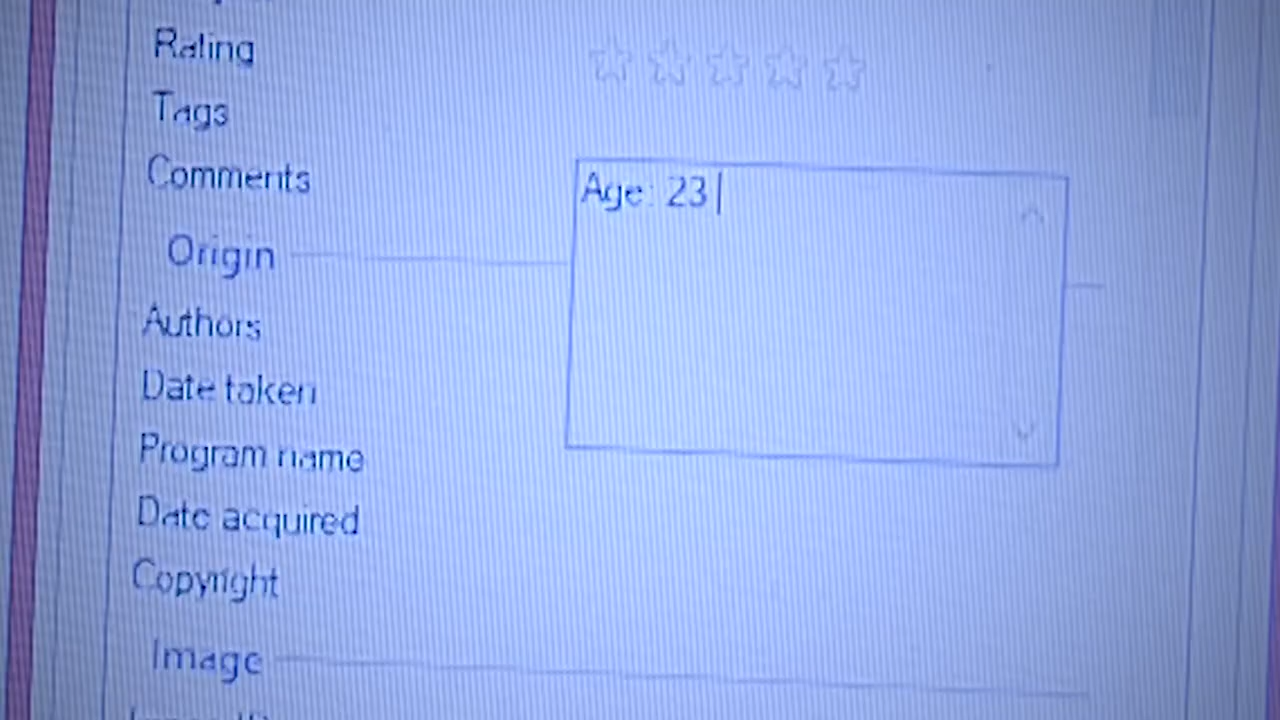 Rating
Tags
Comments
Age: 23
Origin
Authors
Date taken
Program name
Date acquired
Copyright
Image